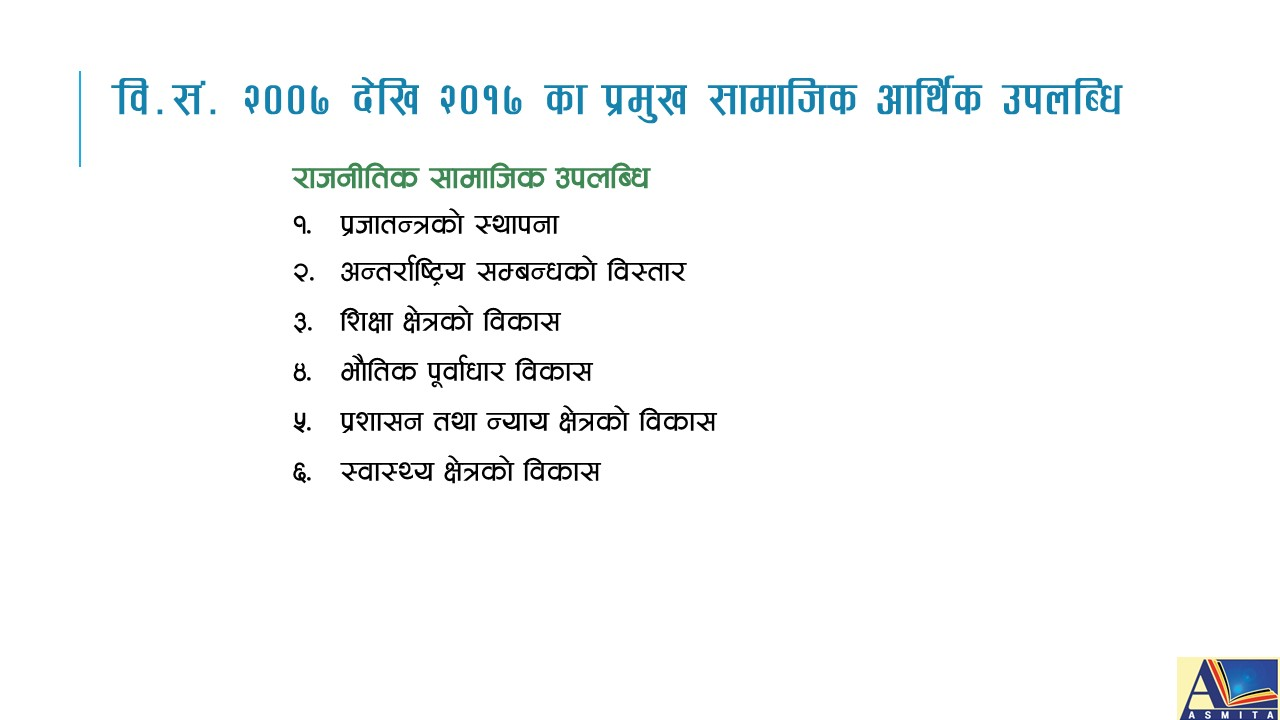 वि.सं. २००७ देखि २०१७ का प्रमुख सामाजिक आर्थिक उपलब्धि
राजनीतिक सामाजिक उपलब्धि
१. प्रजातन्त्रको स्थापना
२. अन्तर्राष्ट्रिय सम्बन्धको विस्तार
३. शिक्षा क्षेत्रको विकास
४. भौतिक पूर्वाधार विकास
५. प्रशासन तथा न्याय क्षेत्रको विकास
६. स्वास्थ्य क्षेत्रको विकास
ASMITA